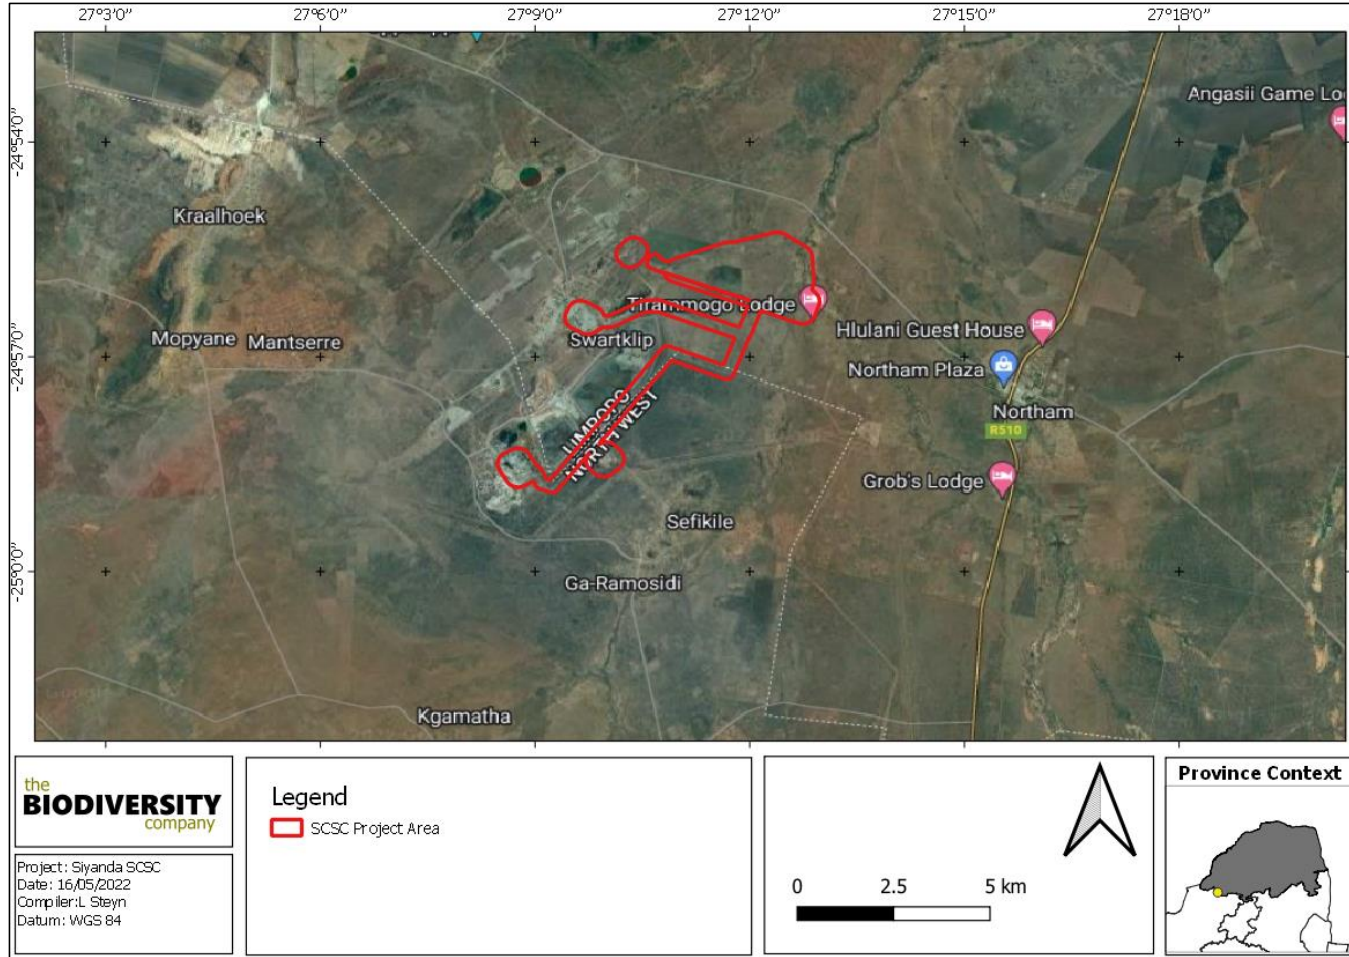 27°3'0" 27°6'0" 27°9'0" 27°12'0" 27°15'0" 27°18'0"
Angasii Game Lo
-24°54'0"
Kraalhoek
Tirammogo Lodge
Hlulani Guest House
Mopyane Mantserre
Swartklip
-24°57'0"
Northam Plaza
LIMPOPO
NORTH WEST
Northam
R510
Grob's Lodge
Sefikile
-25°0'0"
Ga-Ramosidi
Kgamatha
the
BIODIVERSITY
company
Project: Siyanda SCSC
Date: 16/05/2022
Compiler:L Steyn
Datum: WGS 84
Legend
SCSC Project Area
0 2.5 5 km
Province Context